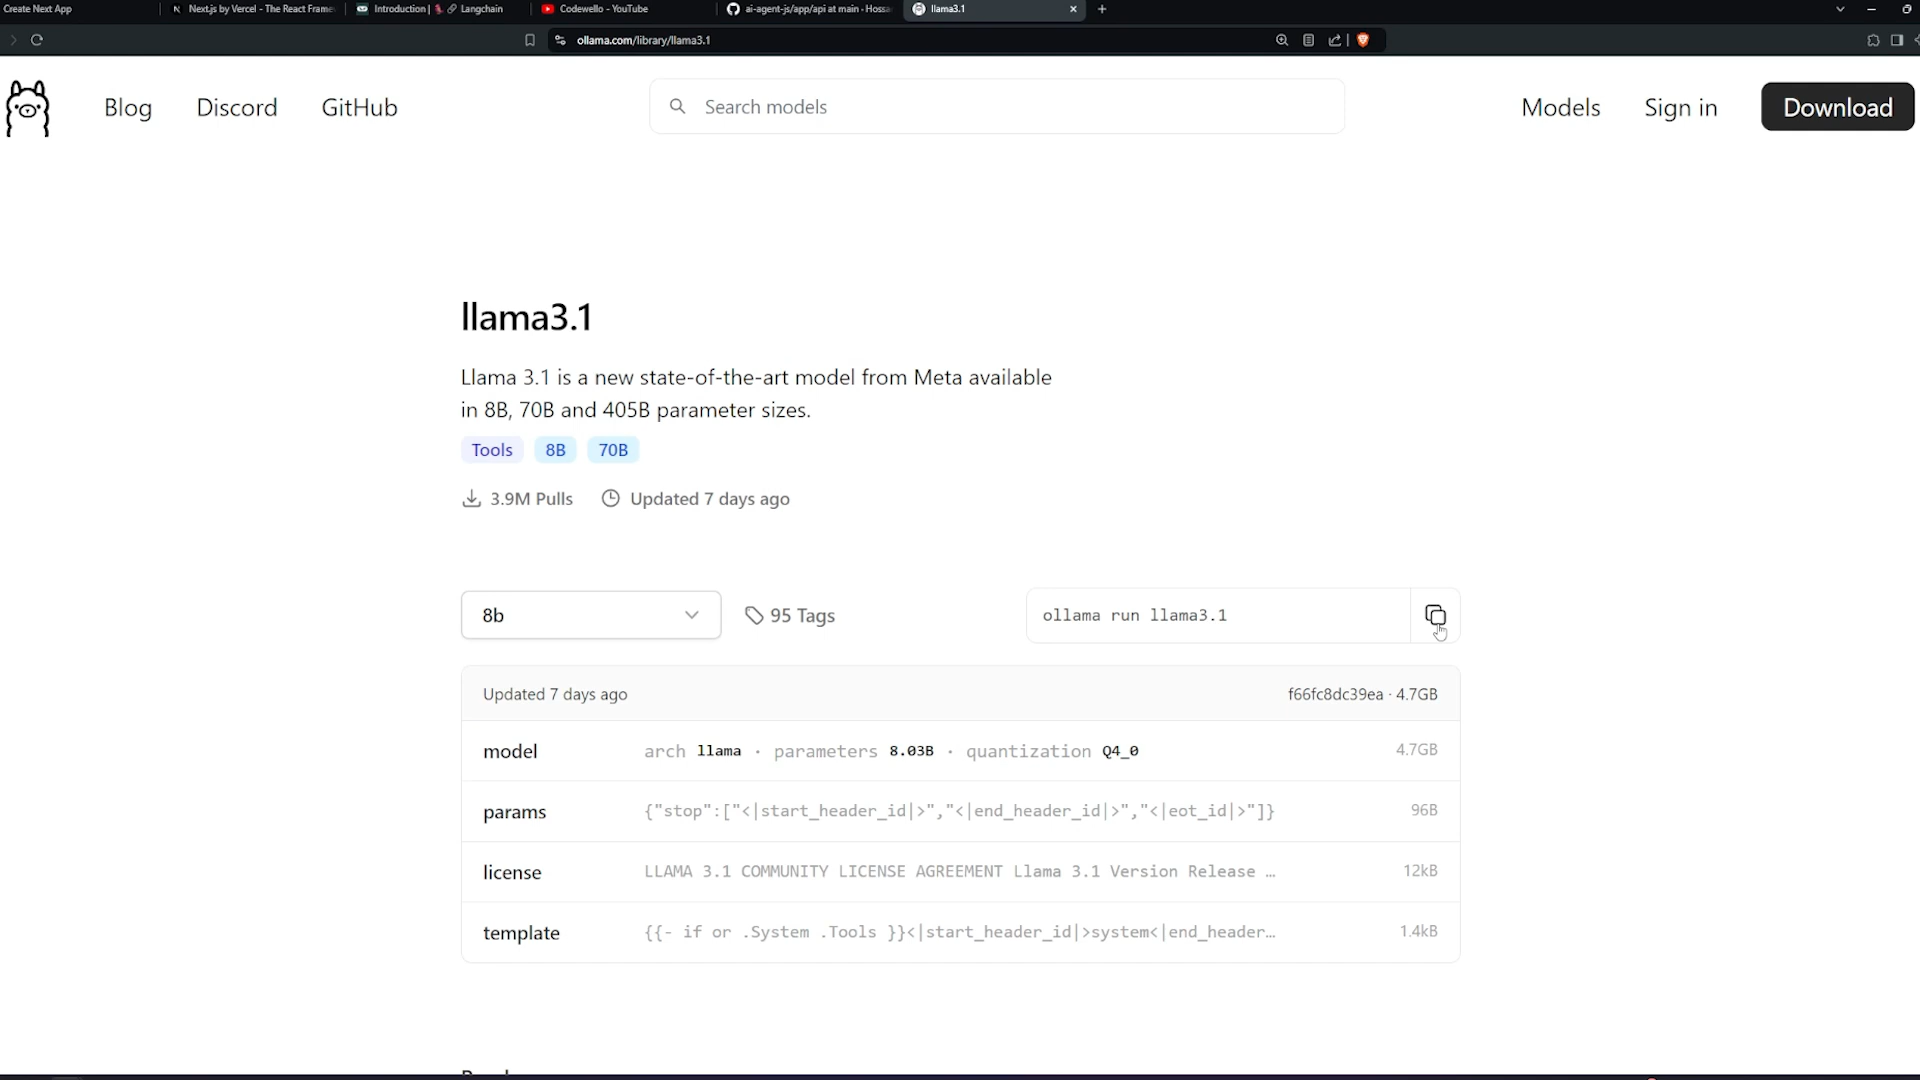 Create Next App
Next.js by Vercel - The React Frame
Introduction | Langchain
Codewello - YouTube
ai-agent-js/app/api at main · Hossa
llama3.1
ollama.com/library/llama3.1
Blog
Discord
GitHub
Search models
Models
Sign in
Download
llama3.1
Llama 3.1 is a new state-of-the-art model from Meta available
in 8B, 70B and 405B parameter sizes.
Tools 8B 70B
3.9M Pulls Updated 7 days ago
8b
95 Tags
ollama run llama3.1
Updated 7 days ago
f66fc8dc39ea · 4.7GB
model arch llama · parameters 8.03B · quantization Q4_0 4.7GB
params {"stop":["<|start_header_id|>","<|end_header_id|>","<|eot_id|>"]} 96B
license LLAMA 3.1 COMMUNITY LICENSE AGREEMENT Llama 3.1 Version Release … 12kB
template {{- if or .System .Tools }}<|start_header_id|>system<|end_header… 1.4kB